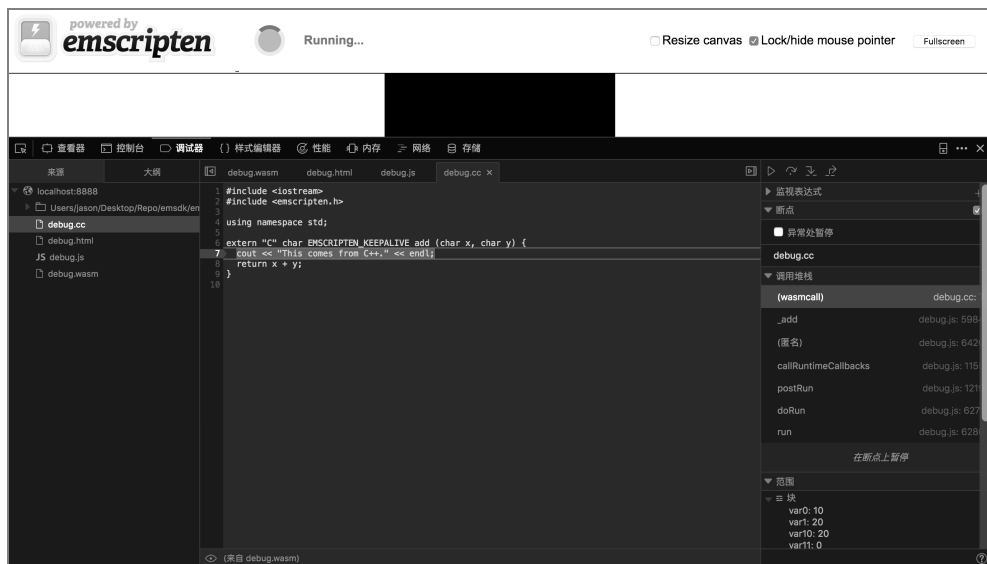 powered by
emscripten
Running...
Resize canvas
Lock/hide mouse pointer
Fullscreen
查看器
控制台
调试器
{ } 样式编辑器
性能
内存
网络
存储
来源
大纲
localhost:8888
Users/jason/Desktop/Repo/emsdk/en
debug.cc
debug.html
JS debug.js
debug.wasm
debug.wasm
debug.html
debug.js
debug.cc ×
1 #include <iostream>
2 #include <emscripten.h>
3
4 using namespace std;
5
6 extern "C" char EMSCRIPTEN_KEEPALIVE add (char x, char y) {
7 cout << "This comes from C++." << endl;
8 return x + y;
9 }
10
(来自 debug.wasm)
监视表达式
断点
异常处暂停
debug.cc
调用堆栈
(wasmcall) debug.cc:
_add debug.js: 598
(匿名) debug.js: 642
callRuntimeCallbacks debug.js: 115
postRun debug.js: 121
doRun debug.js: 627
run debug.js: 628
在断点上暂停
范围
块
var0: 10
var1: 20
var10: 20
var11: 0